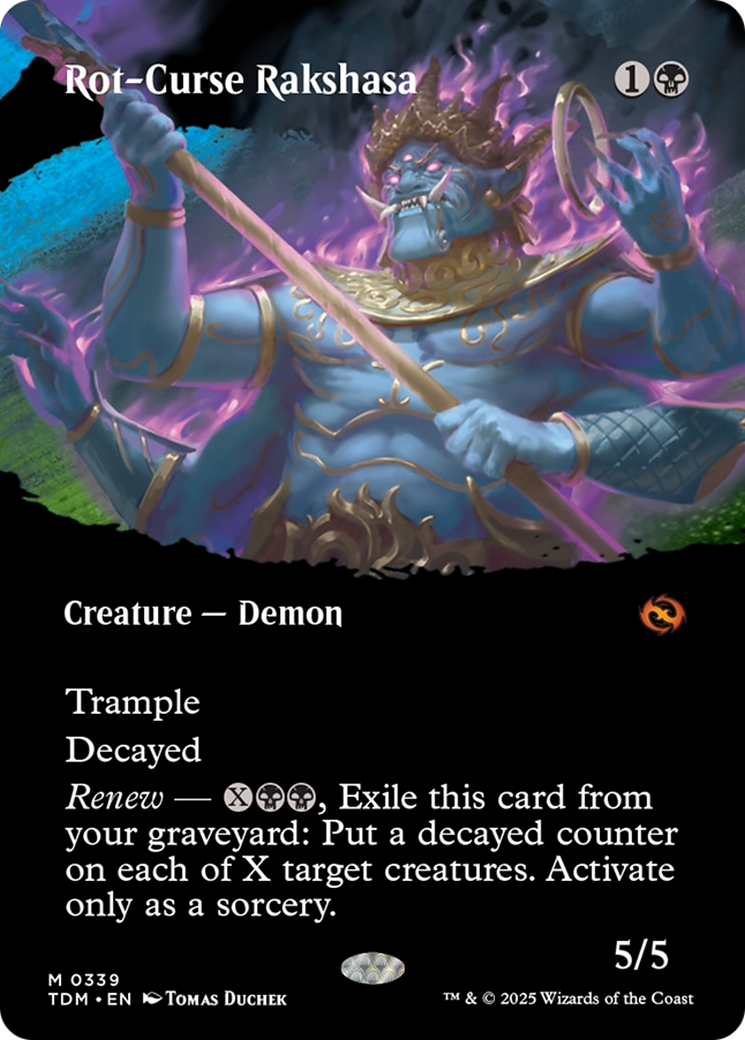 Rot-Curse Rakshasa 1
Creature — Demon
Trample
Decayed
Renew — X, Exile this card from
your graveyard: Put a decayed counter
on each of X target creatures. Activate
only as a sorcery.
5/5
M 0339
TDM • EN Tomas Duchek
™ & © 2025 Wizards of the Coast